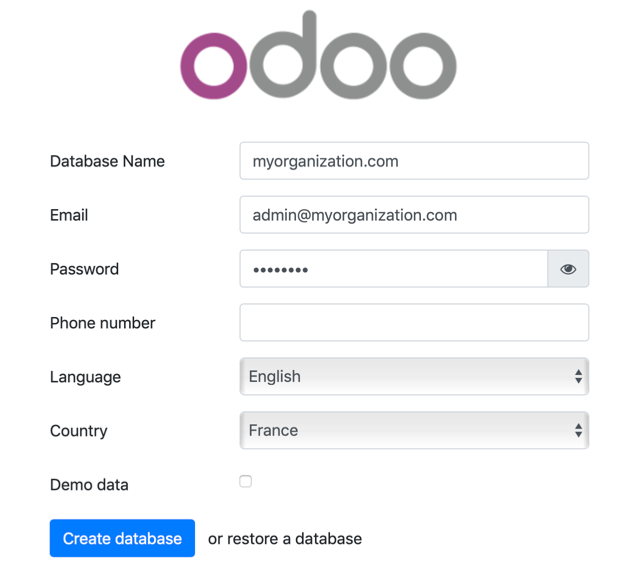 odoo
Database Name myorganization.com
Email admin@myorganization.com
Password ••••••••
Phone number
Language English
Country France
Demo data
Create database or restore a database